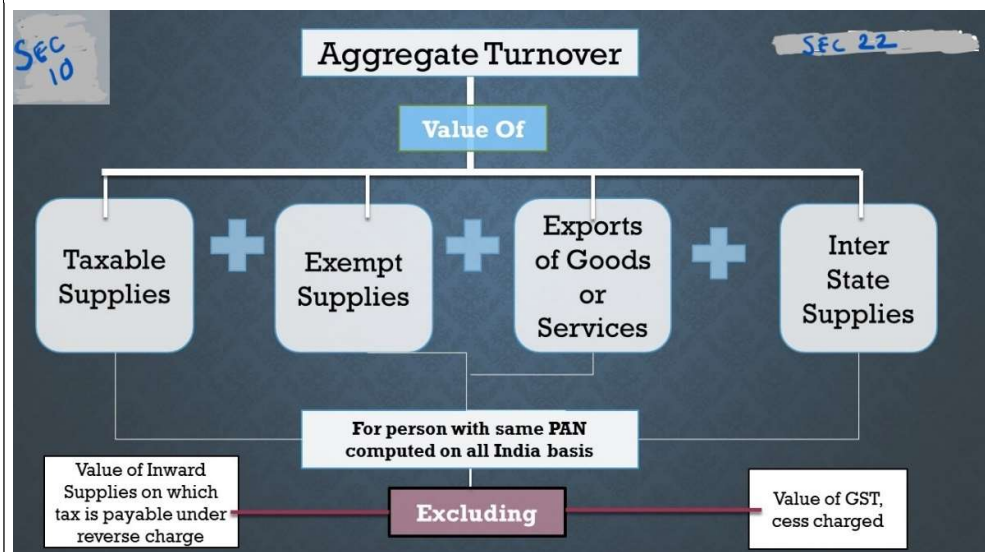 SEC
10
Aggregate Turnover
SEC 22
Value Of
Taxable
Supplies
Exempt
Supplies
Exports
of Goods
or
Services
Inter
State
Supplies
For person with same PAN
computed on all India basis
Value of Inward
Supplies on which
tax is payable under
reverse charge
Excluding
Value of GST,
cess charged